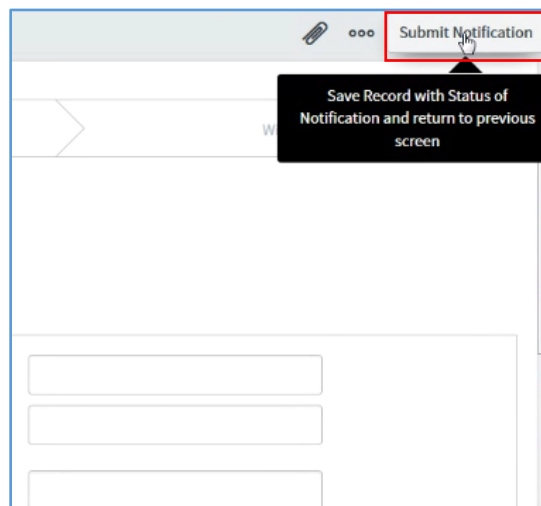 Submit Notification
Save Record with Status of
Notification and return to previous
screen